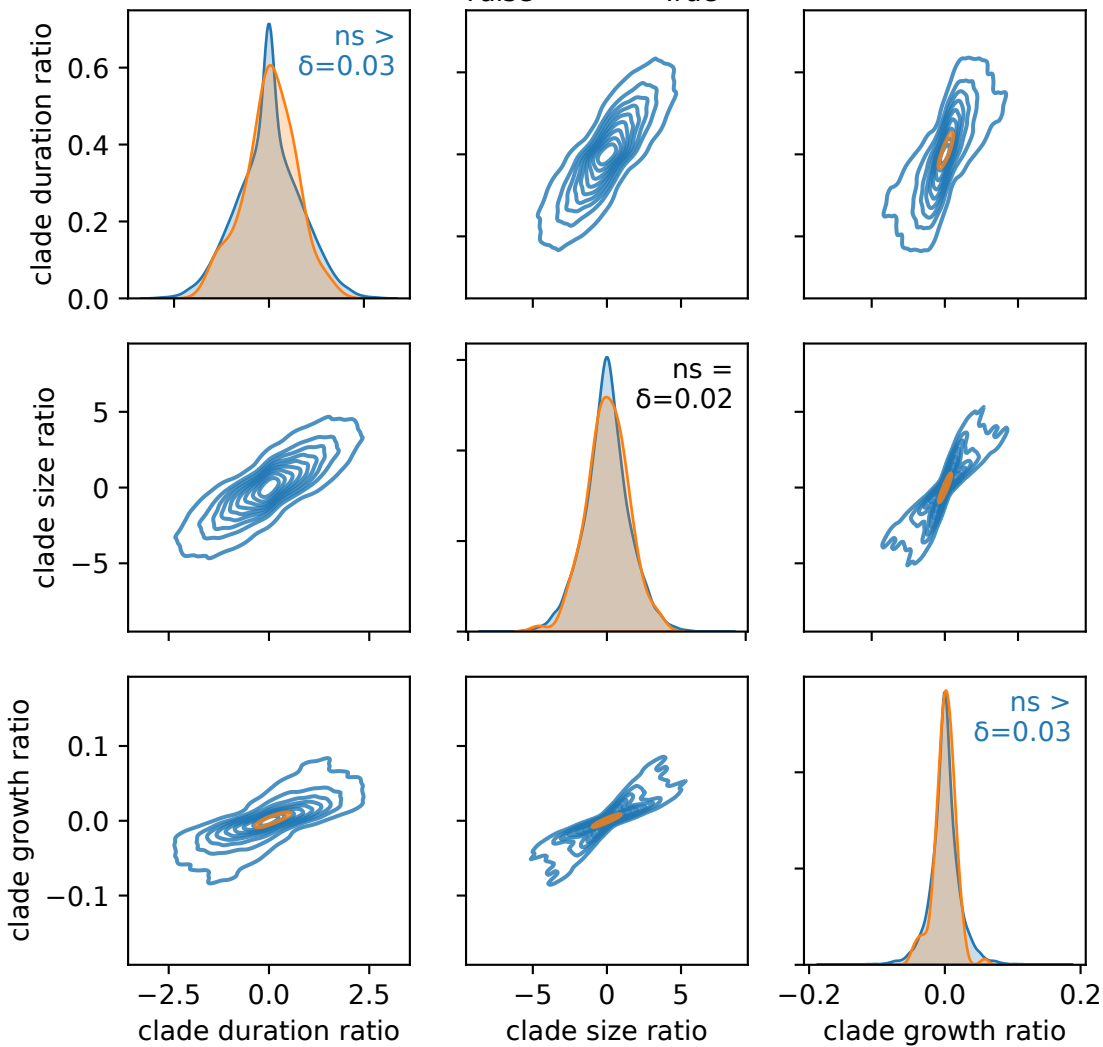 clade duration ratio
0.6
0.4
0.2
0.0
ns >
δ=0.03
clade size ratio
5
0
−5
ns =
δ=0.02
−5
0
5
clade growth ratio
0.1
0.0
−0.1
ns >
δ=0.03
−2.5
0.0
2.5
−5
0
5
−0.2
0.0
0.2
clade duration ratio
clade size ratio
clade growth ratio